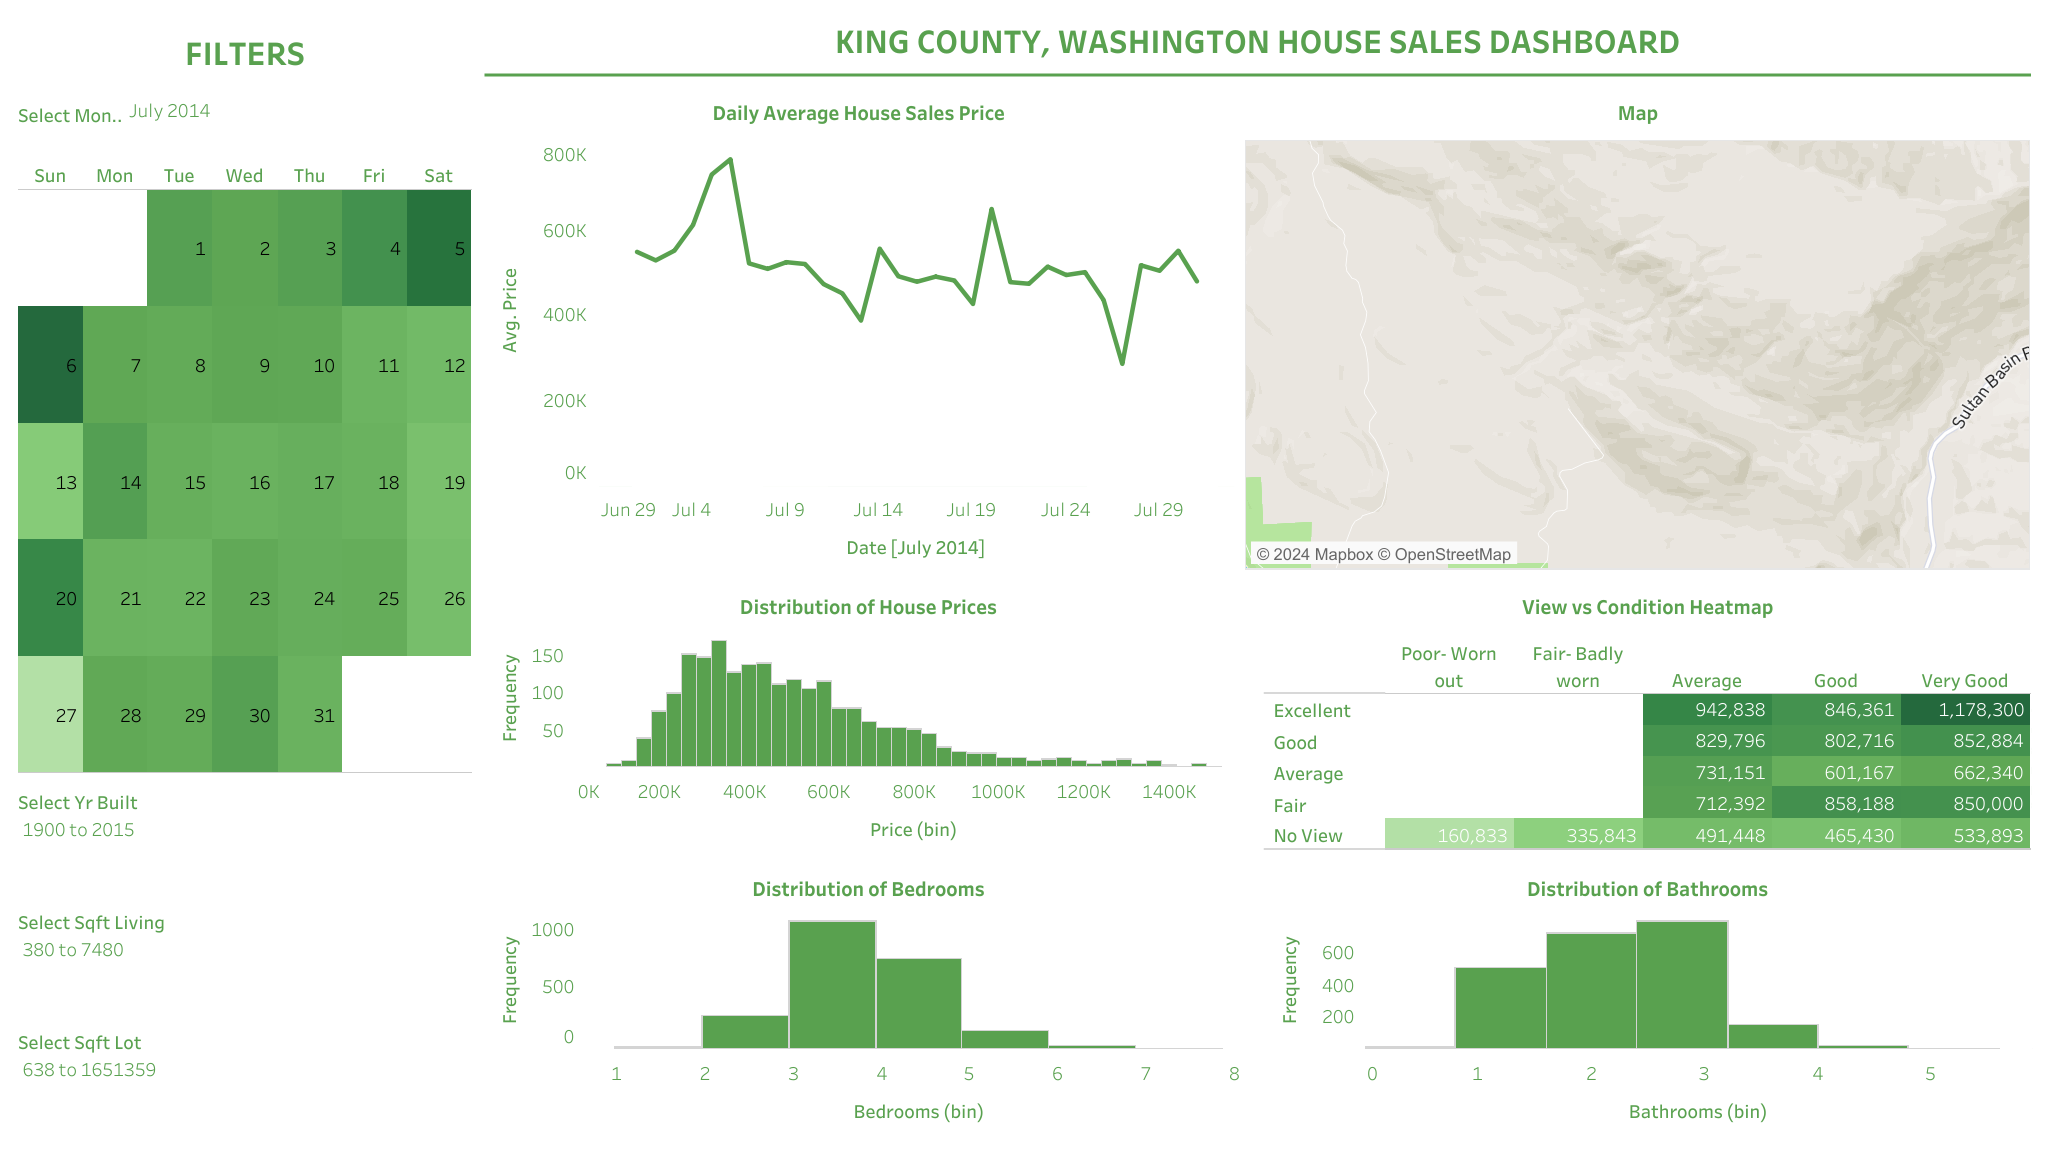 FILTERS
KING COUNTY, WASHINGTON HOUSE SALES DASHBOARD
Select Mon.. July 2014
Sun Mon Tue Wed Thu Fri Sat
1 2 3 4 5
6 7 8 9 10 11 12
13 14 15 16 17 18 19
20 21 22 23 24 25 26
27 28 29 30 31
Select Yr Built
1900 to 2015
Select Sqft Living
380 to 7480
Select Sqft Lot
638 to 1651359
Daily Average House Sales Price
Avg. Price
800K
600K
400K
200K
0K
Jun 29 Jul 4 Jul 9 Jul 14 Jul 19 Jul 24 Jul 29
Date [July 2014]
Map
Sultan Basin
© 2024 Mapbox © OpenStreetMap
Distribution of House Prices
Frequency
150
100
50
0K 200K 400K 600K 800K 1000K 1200K 1400K
Price (bin)
View vs Condition Heatmap
Poor- Worn Fair- Badly
out worn Average Good Very Good
Excellent 942,838 846,361 1,178,300
Good 829,796 802,716 852,884
Average 731,151 601,167 662,340
Fair 712,392 858,188 850,000
No View 160,833 335,843 491,448 465,430 533,893
Distribution of Bedrooms
Frequency
1000
500
0
1 2 3 4 5 6 7 8
Bedrooms (bin)
Distribution of Bathrooms
Frequency
600
400
200
0 1 2 3 4 5
Bathrooms (bin)